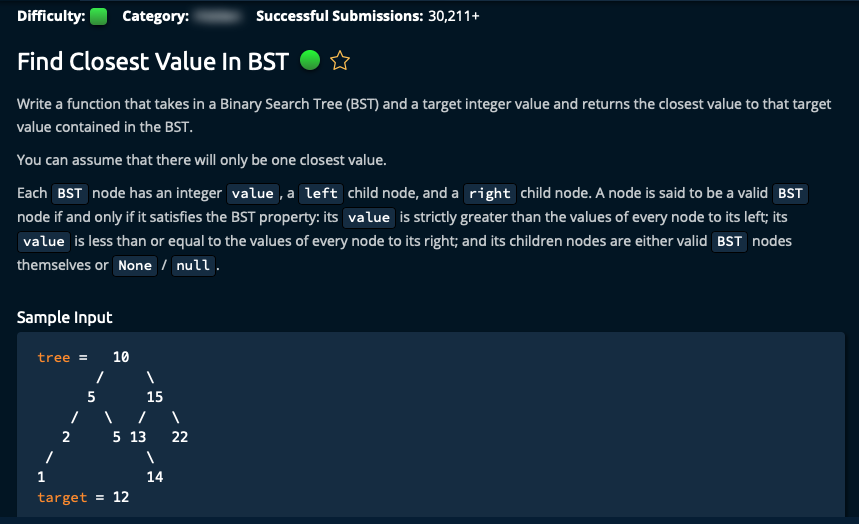 Difficulty: Category: Successful Submissions: 30,211+
Find Closest Value In BST
Write a function that takes in a Binary Search Tree (BST) and a target integer value and returns the closest value to that target
value contained in the BST.
You can assume that there will only be one closest value.
Each BST node has an integer value , a left child node, and a right child node. A node is said to be a valid BST
node if and only if it satisfies the BST property: its value is strictly greater than the values of every node to its left; its
value is less than or equal to the values of every node to its right; and its children nodes are either valid BST nodes
themselves or None / null .
Sample Input
tree = 10
/ \
5 15
/ \ / \
2 5 13 22
/ \
1 14
target = 12